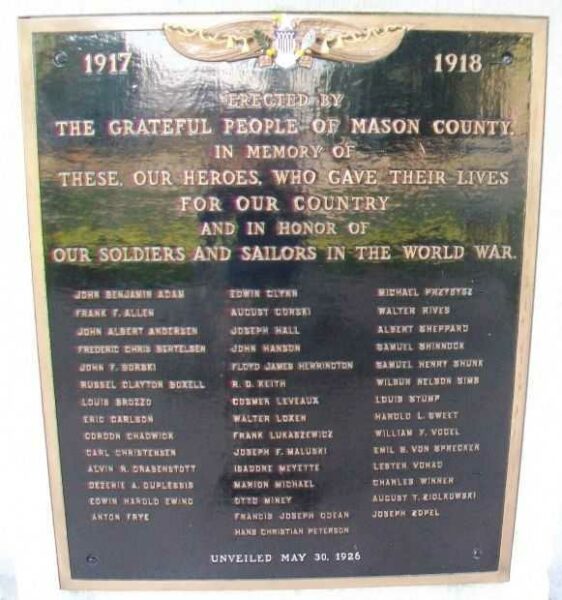 1917
1918
ERECTED BY
THE GRATEFUL PEOPLE OF MASON COUNTY,
IN MEMORY OF
THESE, OUR HEROES, WHO GAVE THEIR LIVES
FOR OUR COUNTRY
AND IN HONOR OF
OUR SOLDIERS AND SAILORS IN THE WORLD WAR.
JOHN BENJAMIN ADAM
FRANK F. ALLEN
JOHN ALBERT ANDERSEN
FREDERIC CHRIS BERTELSEN
JOHN F. BORSKI
RUSSEL CLAYTON BOXELL
LOUIS BROZZO
ERIC CARLSON
GORDON CHADWICK
CARL CHRISTENSEN
ALVIN R. CRABENSTOTT
DEZERIE A. DUPLESSIS
EDWIN HAROLD EWING
ANTON FRYE
EDWIN GLYNN
AUGUST GORSKI
JOSEPH HALL
JOHN HANSON
FLOYD JAMES HERRINGTON
R. D. KEITH
COSMER LEVEAUX
WALTER LOXEN
FRANK LUKASZEWICZ
JOSEPH F. MALUSKI
ISADORE MEYETTE
MARION MICHAEL
OTTO MINEY
FRANCIS JOSEPH ODEAN
HANS CHRISTIAN PETERSON
MICHAEL PRZYBYSZ
WALTER RIVES
ALBERT SHEPPARD
SAMUEL SHINNOCK
SAMUEL HENRY SHUNK
WILBUR NELSON SIMS
LOUIS STUMP
HAROLD L. SWEET
WILLIAM F. VOGEL
EMIL B. VON SPRECKEN
LESTER VONAD
CHARLES WINNER
AUGUST T. ZIOLKOWSKI
JOSEPH ZOPEL
UNVEILED MAY 30, 1926